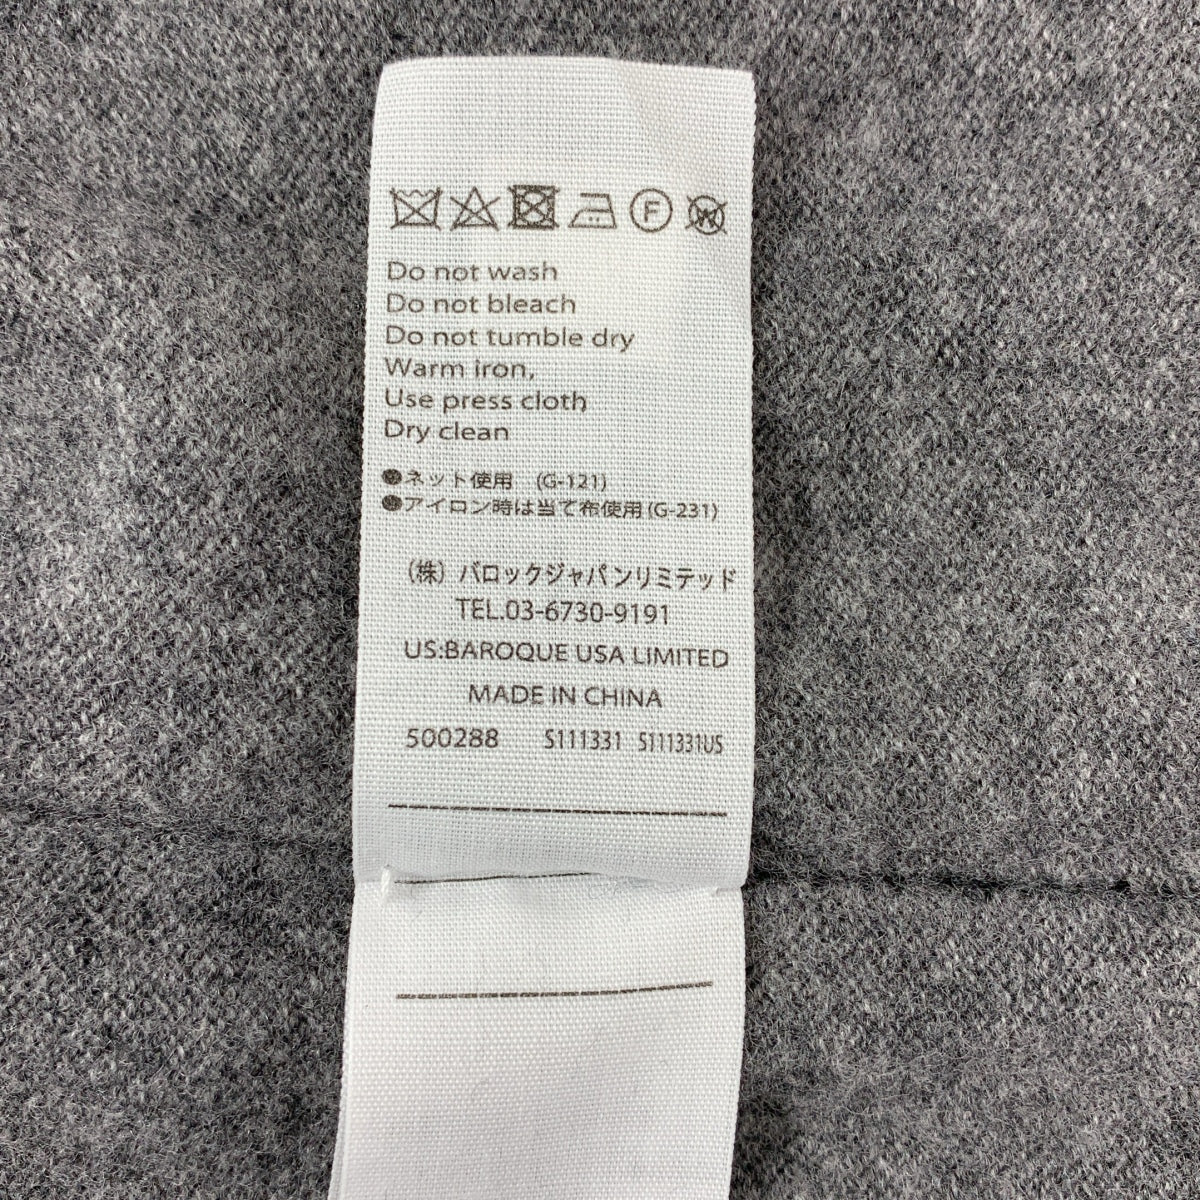 F W
Do not wash
Do not bleach
Do not tumble dry
Warm iron,
Use press cloth
Dry clean
●ネット使用 (G-121)
●アイロン時は当て布使用(G-231)
(株) バロックジャパンリミテッド
TEL.03-6730-9191
US:BAROQUE USA LIMITED
MADE IN CHINA
500288 S111331 S111331US